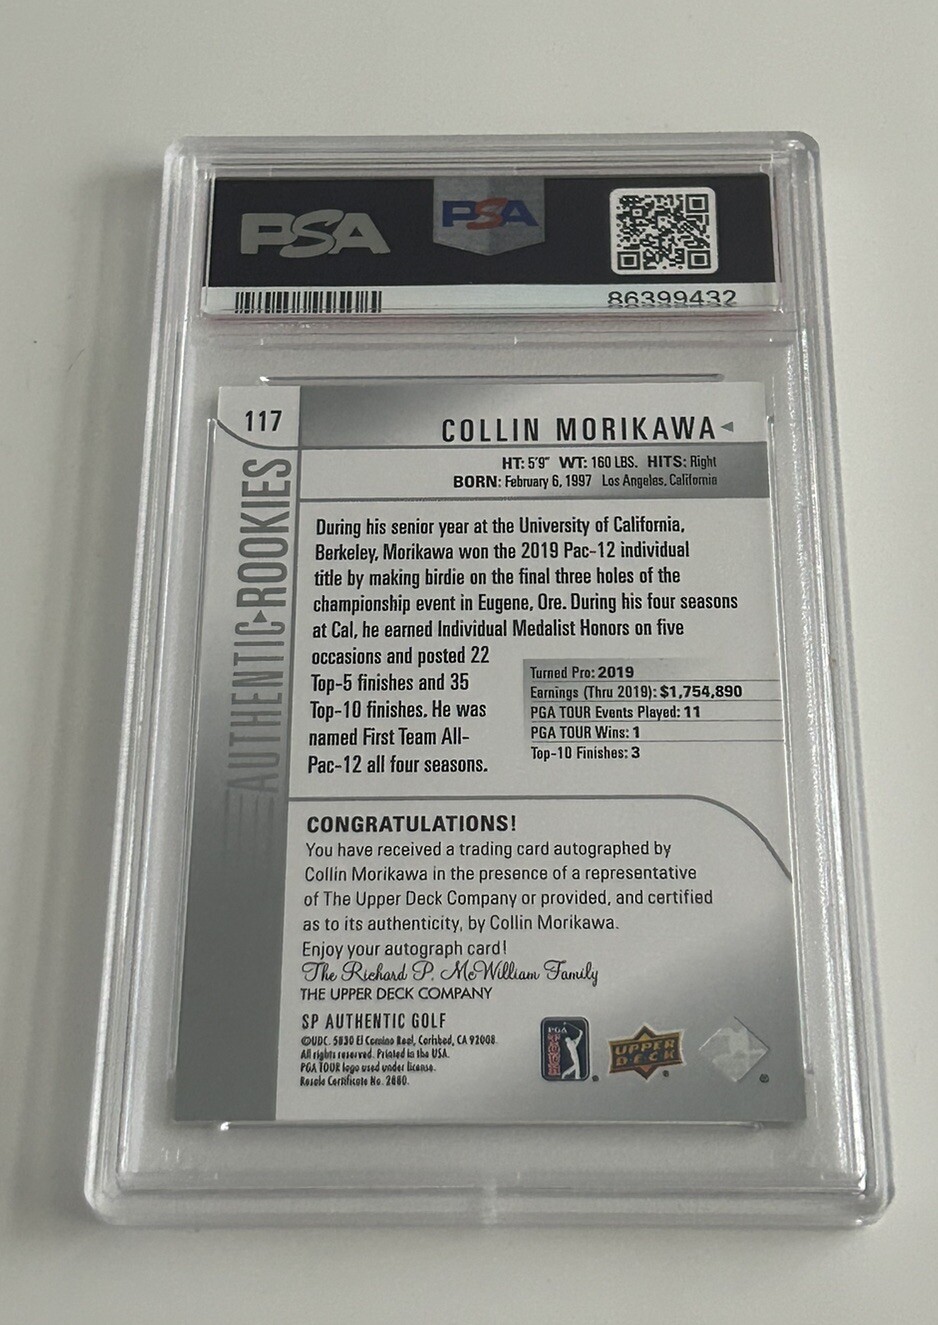 PSA
PSA
86399432
117
COLLIN MORIKAWA
HT: 5'9" WT: 160 LBS. HITS: Right
BORN: February 6, 1997 Los Angeles, California
AUTHENTIC ROOKIES
During his senior year at the University of California,
Berkeley, Morikawa won the 2019 Pac-12 individual
title by making birdie on the final three holes of the
championship event in Eugene, Ore. During his four seasons
at Cal, he earned Individual Medalist Honors on five
occasions and posted 22
Top-5 finishes and 35
Top-10 finishes. He was
named First Team All-
Pac-12 all four seasons.
Turned Pro: 2019
Earnings (Thru 2019): $1,754,890
PGA TOUR Events Played: 11
PGA TOUR Wins: 1
Top-10 Finishes: 3
CONGRATULATIONS!
You have received a trading card autographed by
Collin Morikawa in the presence of a representative
of The Upper Deck Company or provided, and certified
as to its authenticity, by Collin Morikawa.
Enjoy your autograph card!
The Richard P. McWilliam Family
THE UPPER DECK COMPANY
SP AUTHENTIC GOLF
©UDC. 5830 El Camino Real, Carlsbad, CA 92008.
All rights reserved. Printed in the USA.
PGA TOUR logo used under license.
Resale Certificate No. 2880.
PGA TOUR ®
UPPER DECK ®
®